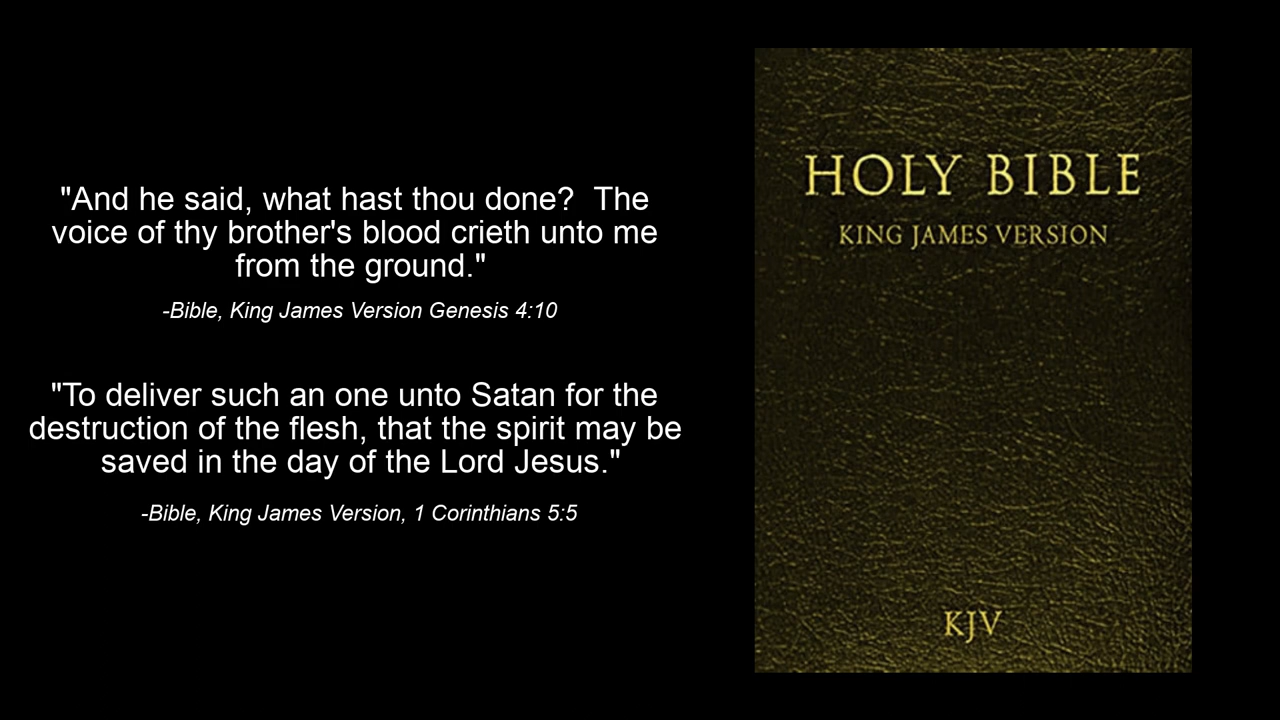 "And he said, what hast thou done?  The
voice of thy brother's blood crieth unto me
from the ground."
-Bible, King James Version Genesis 4:10
"To deliver such an one unto Satan for the
destruction of the flesh, that the spirit may be
saved in the day of the Lord Jesus."
-Bible, King James Version, 1 Corinthians 5:5
HOLY BIBLE
KING JAMES VERSION
KJV